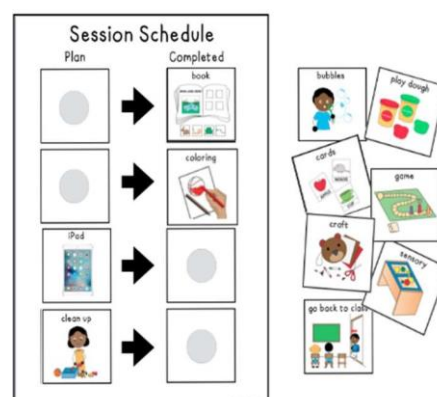 Session Schedule
Plan Completed
book
coloring
iPad
clean up
bubbles
play dough
cards
game
craft
sensory
go back to class